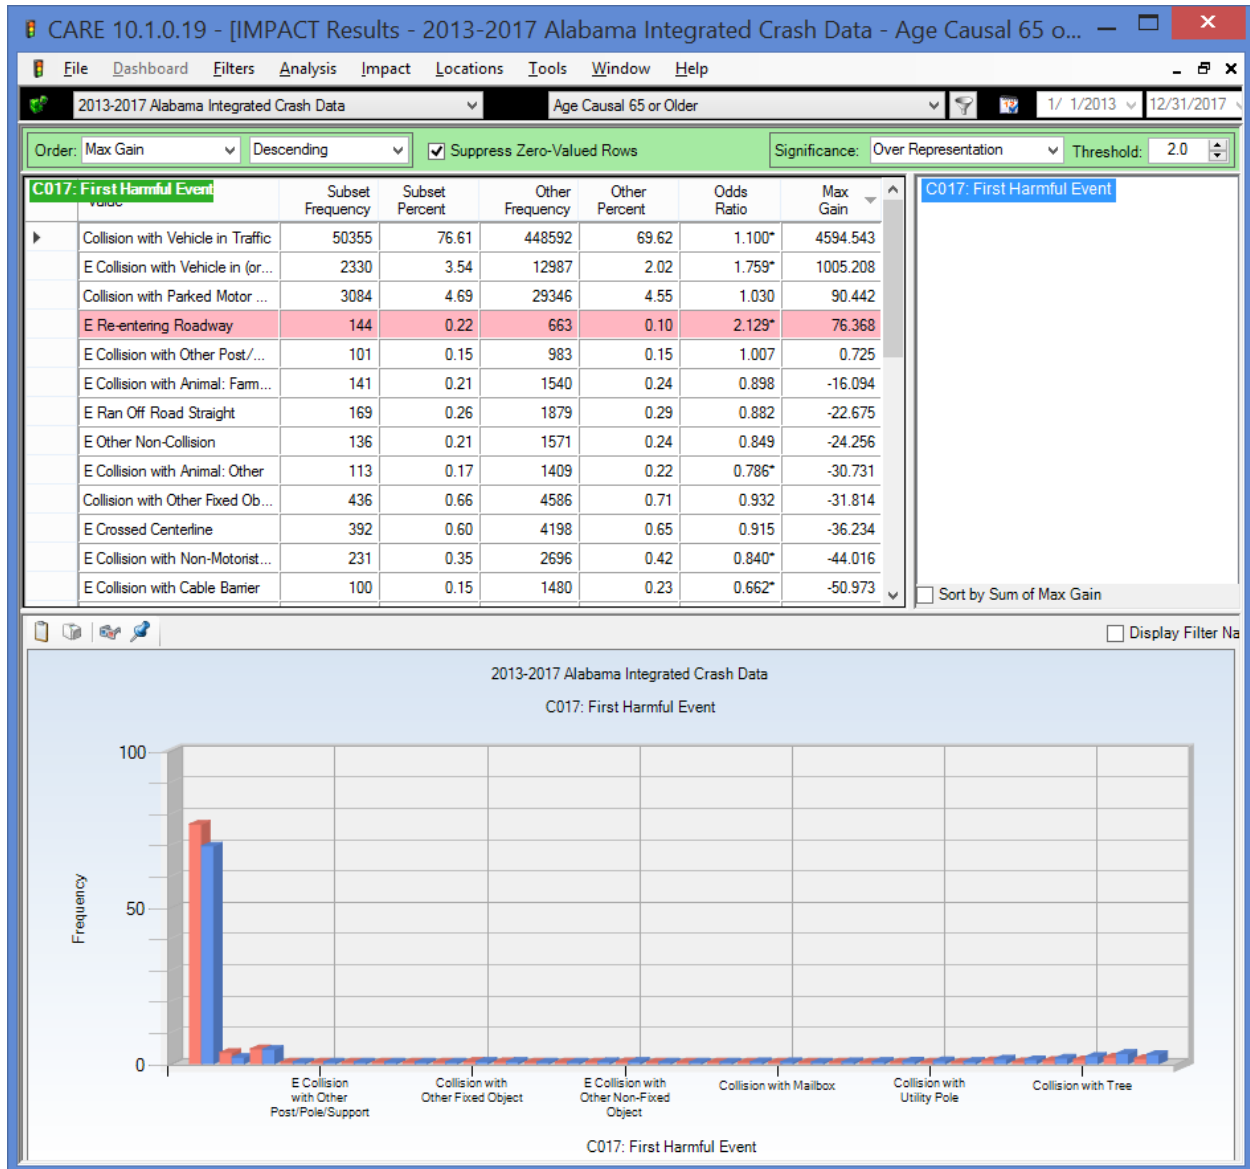 CARE 10.1.0.19 - [IMPACT Results - 2013-2017 Alabama Integrated Crash Data - Age Causal 65 o...
File Dashboard Filters Analysis Impact Locations Tools Window Help
2013-2017 Alabama Integrated Crash Data Age Causal 65 or Older 1/ 1/2013 12/31/2017
Order: Max Gain Descending Suppress Zero-Valued Rows Significance: Over Representation Threshold: 2.0
C017: First Harmful Event Subset Frequency Subset Percent Other Frequency Other Percent Odds Ratio Max Gain
Collision with Vehicle in Traffic 50355 76.61 448592 69.62 1.100* 4594.543
E Collision with Vehicle in (or... 2330 3.54 12987 2.02 1.759* 1005.208
Collision with Parked Motor ... 3084 4.69 29346 4.55 1.030 90.442
E Re-entering Roadway 144 0.22 663 0.10 2.129* 76.368
E Collision with Other Post/... 101 0.15 983 0.15 1.007 0.725
E Collision with Animal: Farm... 141 0.21 1540 0.24 0.898 -16.094
E Ran Off Road Straight 169 0.26 1879 0.29 0.882 -22.675
E Other Non-Collision 136 0.21 1571 0.24 0.849 -24.256
E Collision with Animal: Other 113 0.17 1409 0.22 0.786* -30.731
Collision with Other Fixed Ob... 436 0.66 4586 0.71 0.932 -31.814
E Crossed Centerline 392 0.60 4198 0.65 0.915 -36.234
E Collision with Non-Motorist... 231 0.35 2696 0.42 0.840* -44.016
E Collision with Cable Barrier 100 0.15 1480 0.23 0.662* -50.973
C017: First Harmful Event
Sort by Sum of Max Gain
Display Filter Na
2013-2017 Alabama Integrated Crash Data
C017: First Harmful Event
100
50
0
Frequency
E Collision with Other Post/Pole/Support
Collision with Other Fixed Object
E Collision with Other Non-Fixed Object
Collision with Mailbox
Collision with Utility Pole
Collision with Tree
C017: First Harmful Event